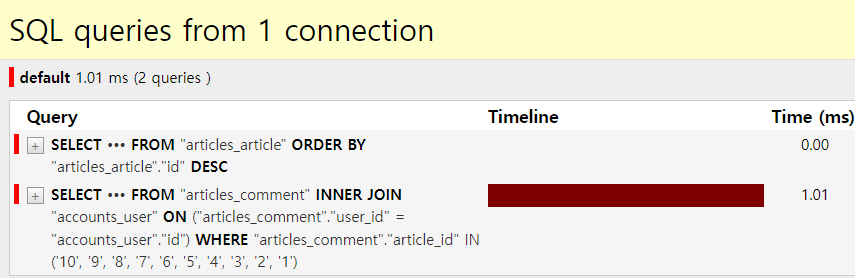 SQL queries from 1 connection
default 1.01 ms (2 queries )
Query Timeline Time (ms)
+ SELECT ••• FROM "articles_article" ORDER BY 0.00
"articles_article"."id" DESC
+ SELECT ••• FROM "articles_comment" INNER JOIN 1.01
"accounts_user" ON ("articles_comment"."user_id" =
"accounts_user"."id") WHERE "articles_comment"."article_id" IN
('10', '9', '8', '7', '6', '5', '4', '3', '2', '1')